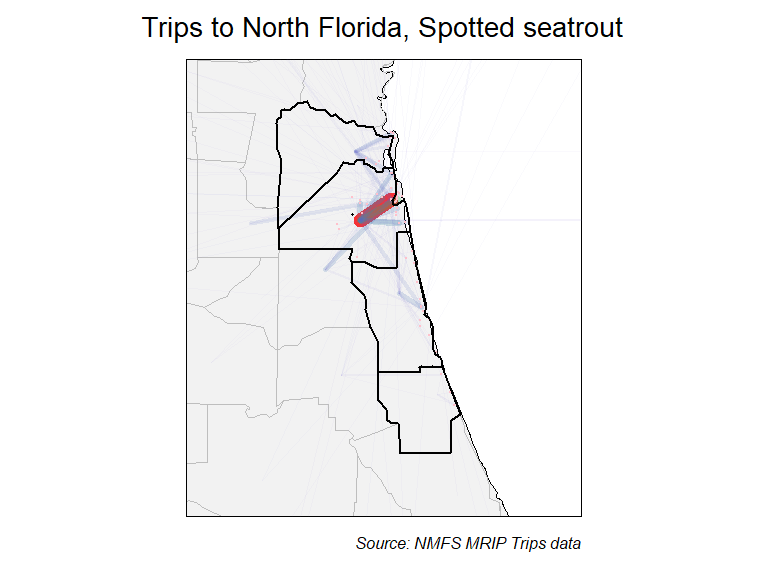 Trips to North Florida, Spotted seatrout
Source: NMFS MRIP Trips data